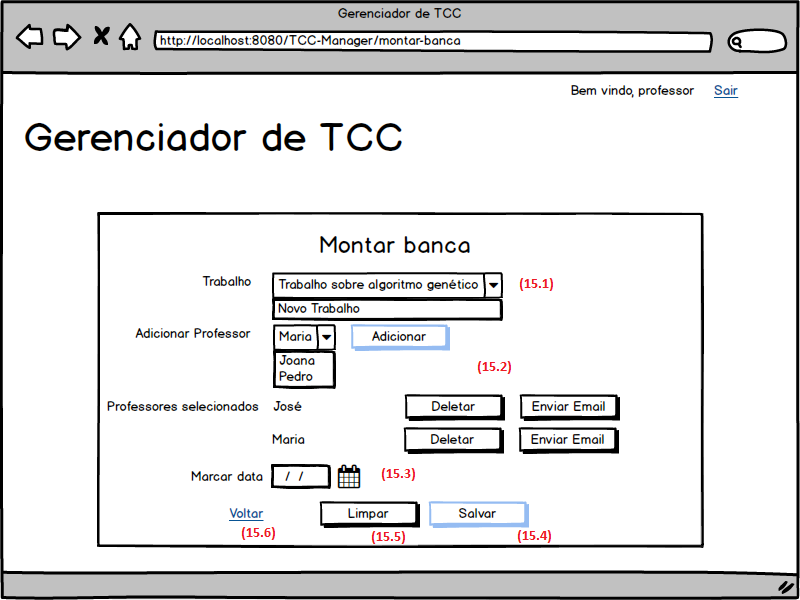 Gerenciador de TCC
http://localhost:8080/TCC-Manager/montar-banca
Bem vindo, professor Sair
Gerenciador de TCC
Montar banca
Trabalho Trabalho sobre algoritmo genético (15.1)
Novo Trabalho
Adicionar Professor Maria Adicionar
Joana
(15.2)
Pedro
Professores selecionados José Deletar Enviar Email
Maria Deletar Enviar Email
Marcar data / / (15.3)
Voltar Limpar Salvar
(15.6) (15.5) (15.4)